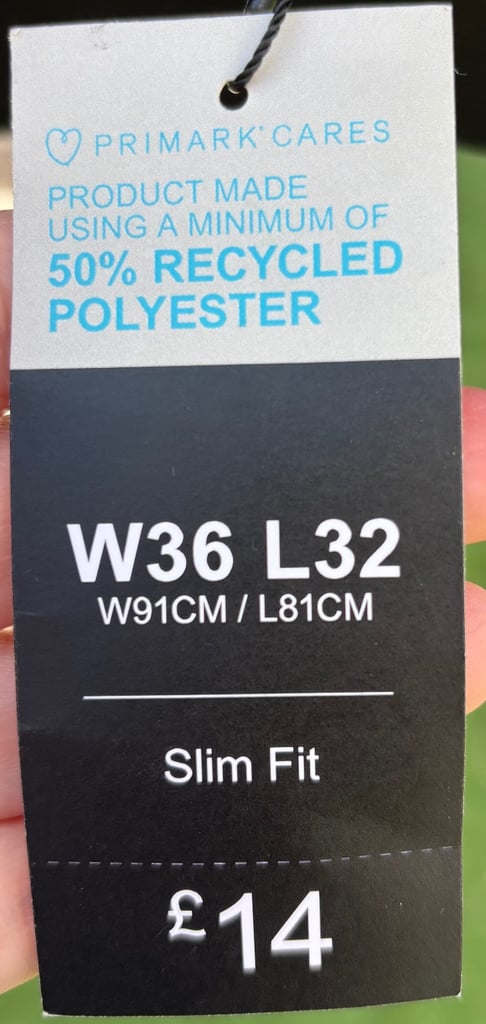 PRIMARK® CARES
PRODUCT MADE
USING A MINIMUM OF
50% RECYCLED
POLYESTER
W36 L32
W91CM / L81CM
Slim Fit
£14